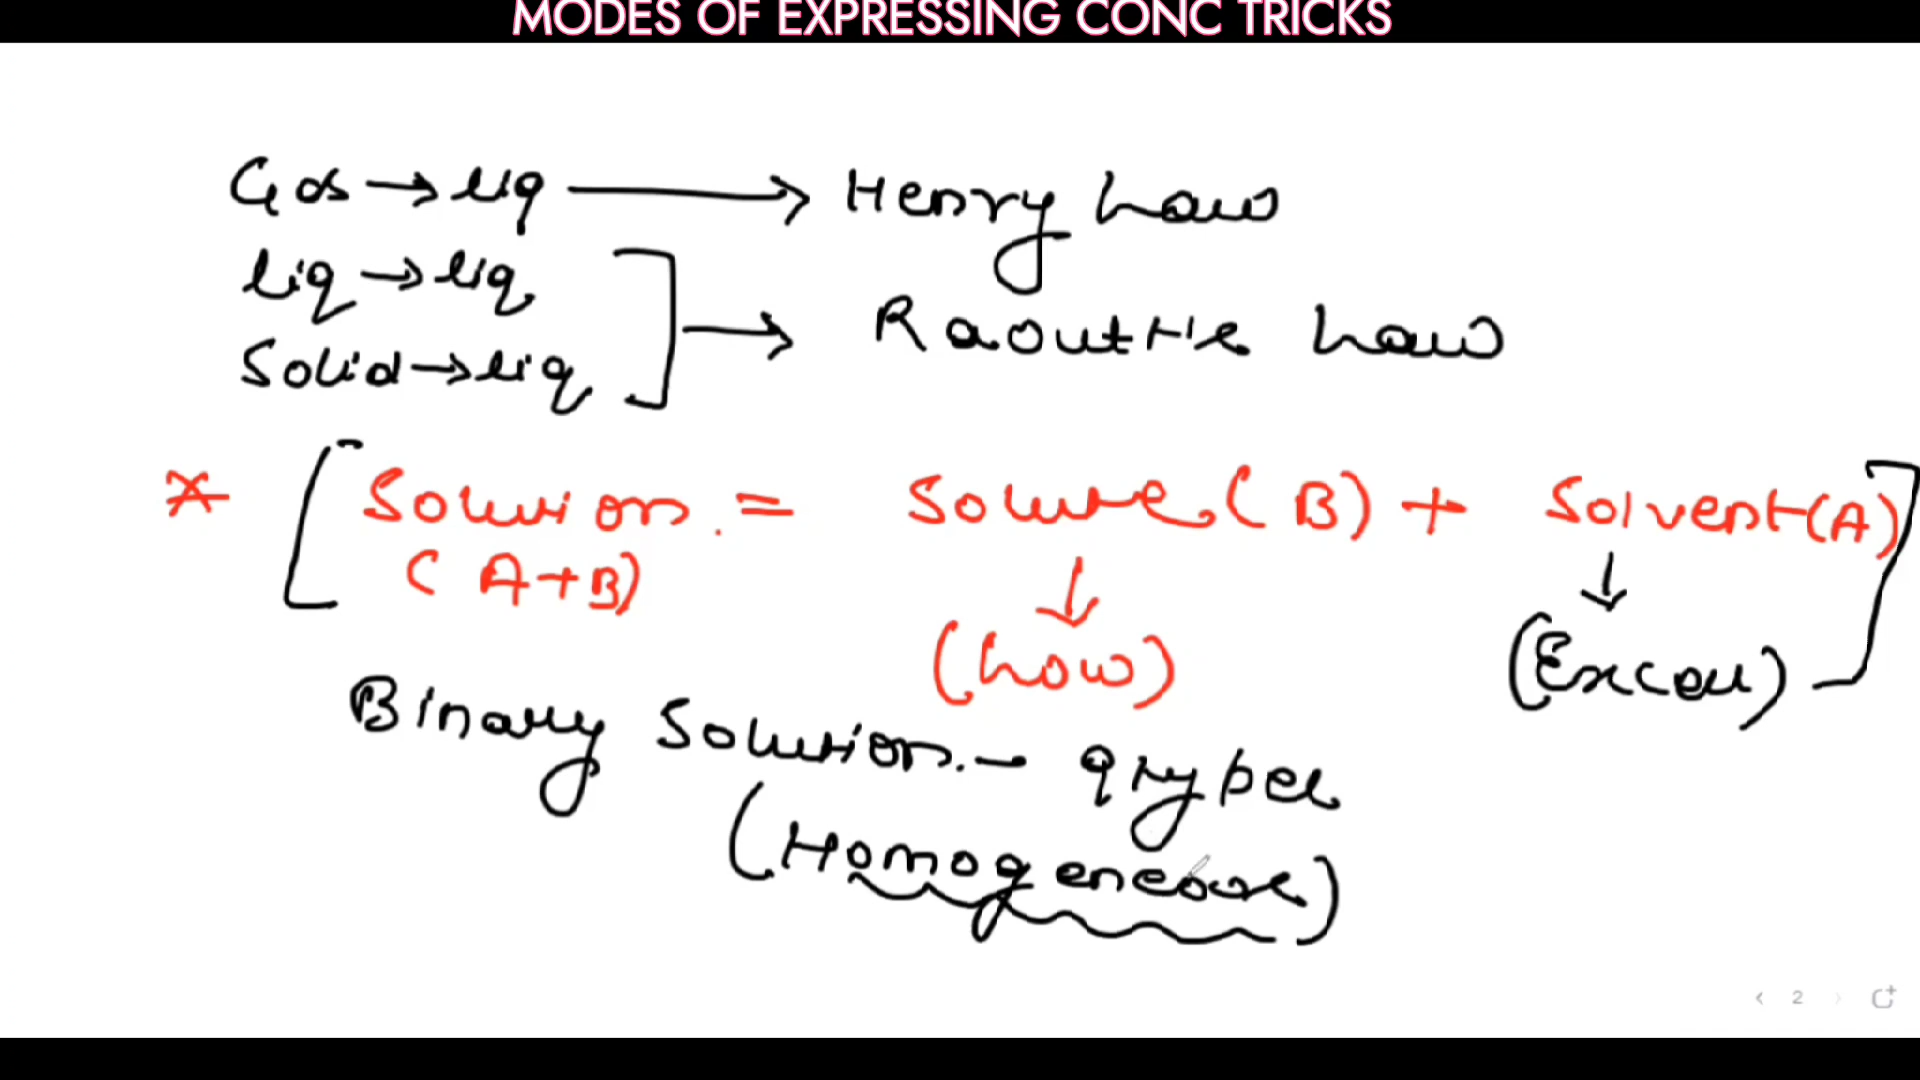 MODES OF EXPRESSING CONC TRICKS
Gas → liq → Henry Law
liq → liq
Solid → liq → Raoult's Law
* [ Solution = Solute (B) + Solvent (A) ]
(A+B) (Low) (Excess)
Binary Solution - 9 types
(Homogeneous)
2